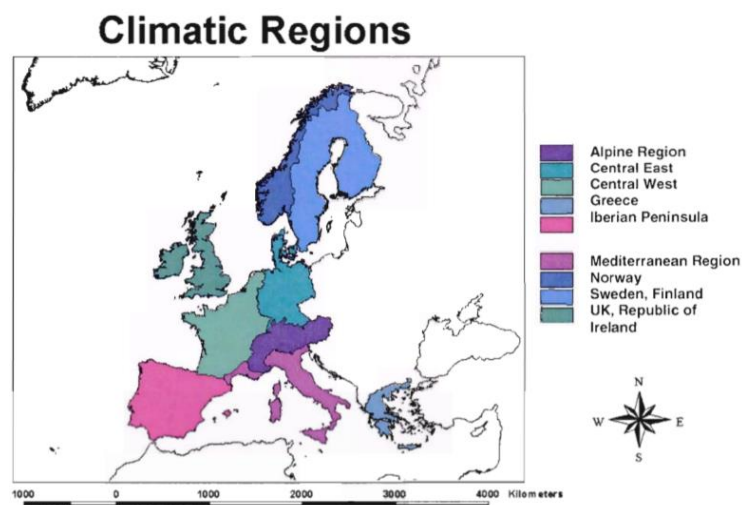 Climatic Regions
Alpine Region
Central East
Central West
Greece
Iberian Peninsula
Mediterranean Region
Norway
Sweden, Finland
UK, Republic of
Ireland
N
W E
S
1000 0 1000 2000 3000 4000 Kilometers